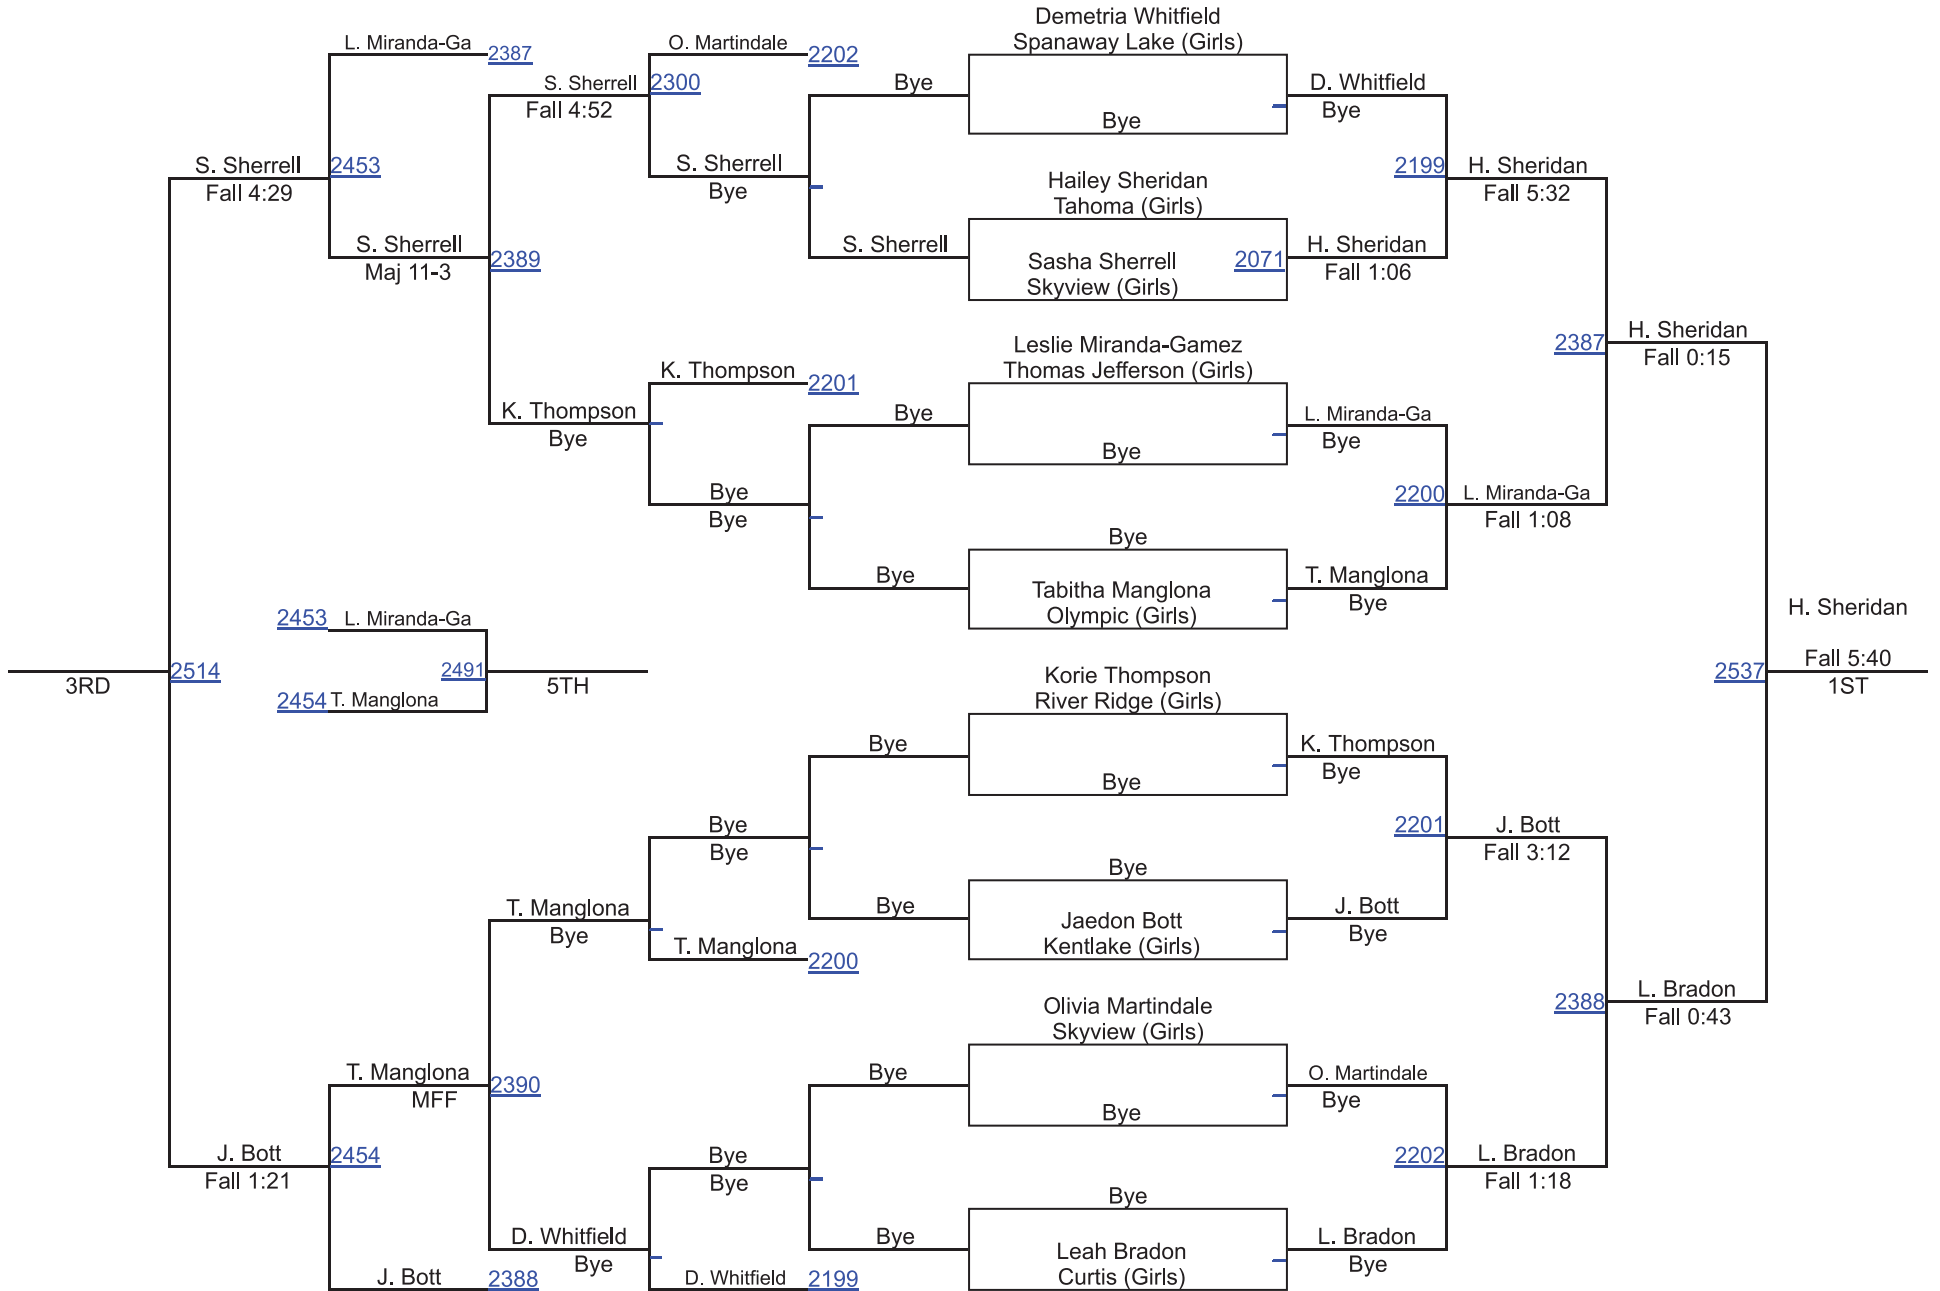 Demetria Whitfield
L. Miranda-Ga 2387
O. Martindale 2202
Spanaway Lake (Girls)
S. Sherrell 2300
Bye
D. Whitfield
Fall 4:52
Bye
Bye
S. Sherrell 2453
S. Sherrell
2199 H. Sheridan
Fall 4:29
Bye
Hailey Sheridan
Fall 5:32
Tahoma (Girls)
S. Sherrell
S. Sherrell
H. Sheridan
Maj 11-3
2389
Sasha Sherrell
2071
Fall 1:06
Skyview (Girls)
H. Sheridan
Leslie Miranda-Gamez
2387
Fall 0:15
K. Thompson 2201
Thomas Jefferson (Girls)
K. Thompson
Bye
L. Miranda-Ga
Bye
Bye
Bye
Bye
2200 L. Miranda-Ga
Bye
Fall 1:08
Bye
Bye
Tabitha Manglona
T. Manglona
Olympic (Girls)
Bye
2453 L. Miranda-Ga
H. Sheridan
2514
2491
Korie Thompson
2537
Fall 5:40
3RD
5TH
1ST
2454 T. Manglona
River Ridge (Girls)
Bye
K. Thompson
Bye
Bye
Bye
2201 J. Bott
Bye
Fall 3:12
Bye
T. Manglona
Bye
Jaedon Bott
J. Bott
Bye
Kentlake (Girls)
Bye
T. Manglona 2200
Olivia Martindale
2388 L. Bradon
Skyview (Girls)
Fall 0:43
T. Manglona 2390
Bye
O. Martindale
MFF
Bye
Bye
J. Bott 2454
Bye
2202 L. Bradon
Fall 1:21
Bye
Fall 1:18
Bye
D. Whitfield
Bye
Leah Bradon
L. Bradon
Bye
Curtis (Girls)
Bye
J. Bott 2388
D. Whitfield 2199